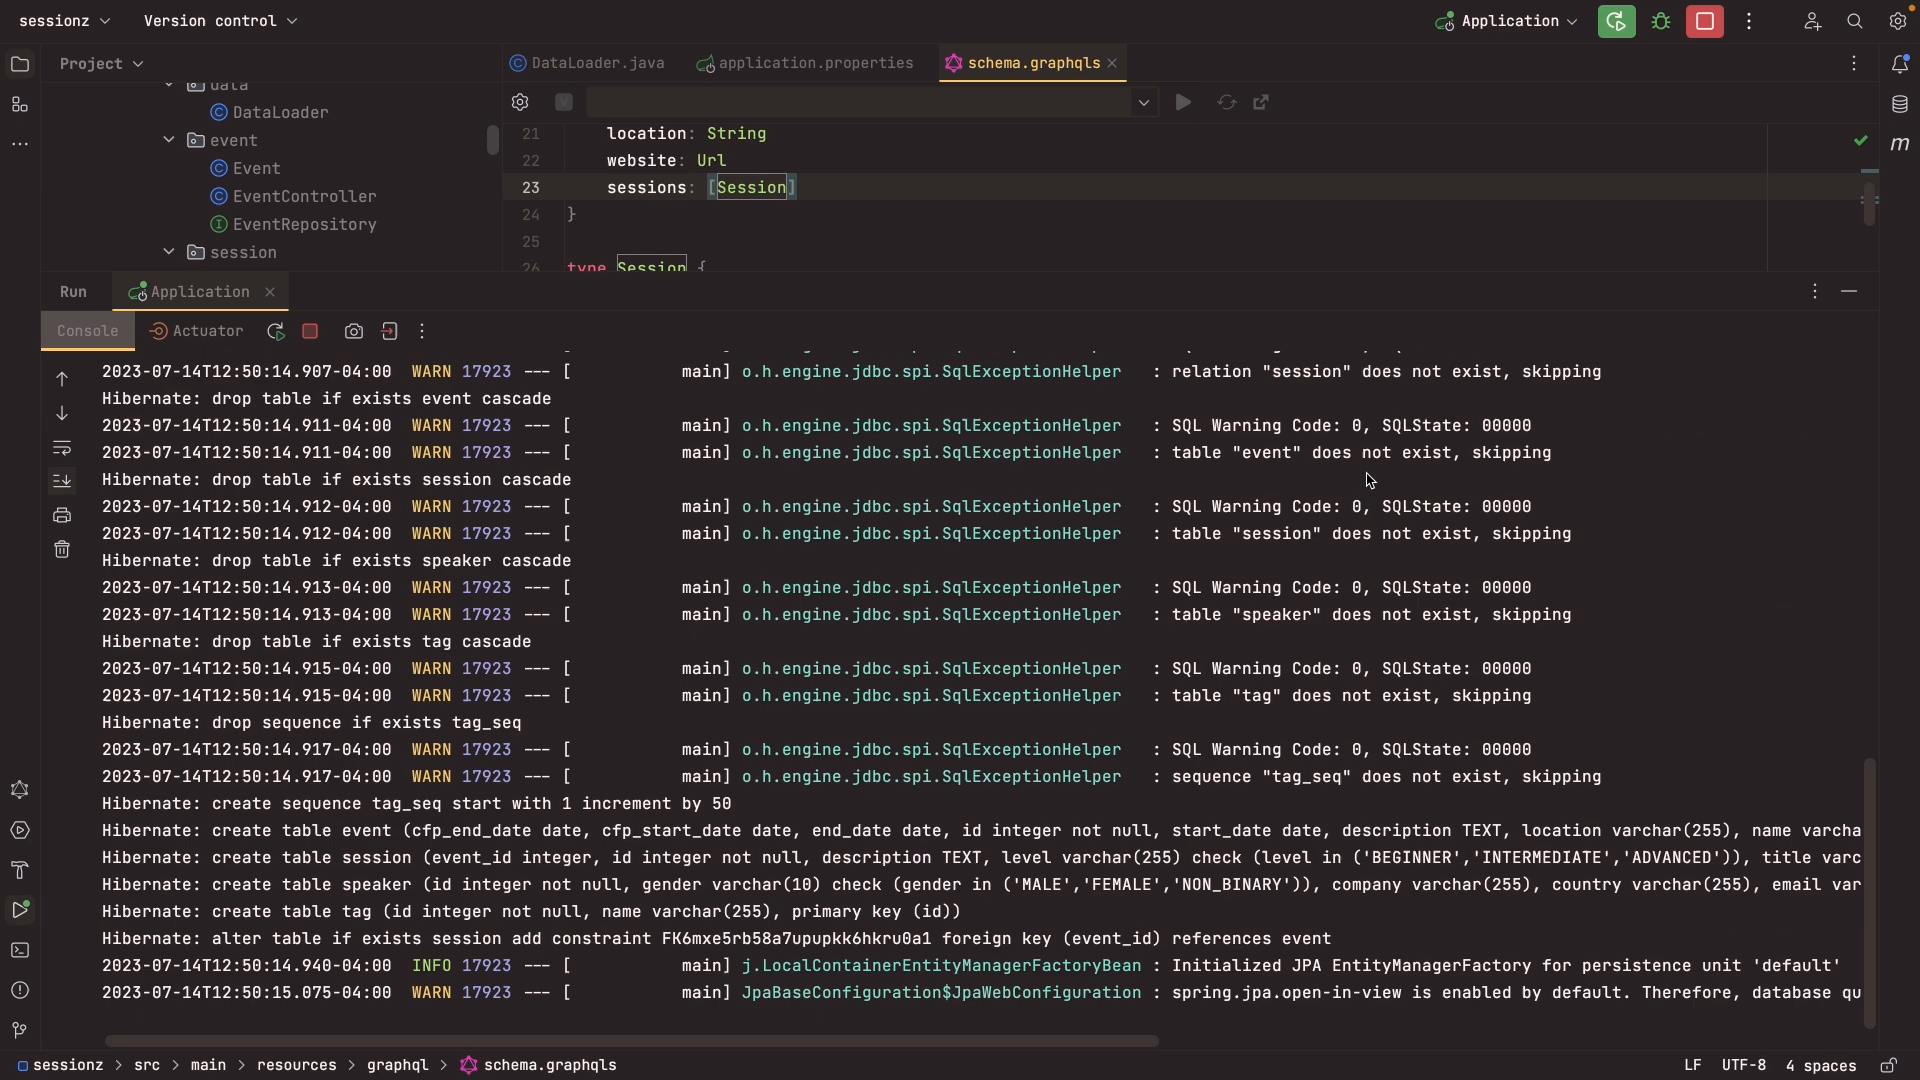 sessionz
Version control
Application
Project
DataLoader.java
application.properties
schema.graphqls
data
DataLoader
event
Event
EventController
EventRepository
session
21 location: String
22 website: Url
23 sessions: [Session]
24 }
25
26 type Session {
m
Run
Application
Console
Actuator
2023-07-14T12:50:14.907-04:00 WARN 17923 --- [ main] o.h.engine.jdbc.spi.SqlExceptionHelper : relation "session" does not exist, skipping
Hibernate: drop table if exists event cascade
2023-07-14T12:50:14.911-04:00 WARN 17923 --- [ main] o.h.engine.jdbc.spi.SqlExceptionHelper : SQL Warning Code: 0, SQLState: 00000
2023-07-14T12:50:14.911-04:00 WARN 17923 --- [ main] o.h.engine.jdbc.spi.SqlExceptionHelper : table "event" does not exist, skipping
Hibernate: drop table if exists session cascade
2023-07-14T12:50:14.912-04:00 WARN 17923 --- [ main] o.h.engine.jdbc.spi.SqlExceptionHelper : SQL Warning Code: 0, SQLState: 00000
2023-07-14T12:50:14.912-04:00 WARN 17923 --- [ main] o.h.engine.jdbc.spi.SqlExceptionHelper : table "session" does not exist, skipping
Hibernate: drop table if exists speaker cascade
2023-07-14T12:50:14.913-04:00 WARN 17923 --- [ main] o.h.engine.jdbc.spi.SqlExceptionHelper : SQL Warning Code: 0, SQLState: 00000
2023-07-14T12:50:14.913-04:00 WARN 17923 --- [ main] o.h.engine.jdbc.spi.SqlExceptionHelper : table "speaker" does not exist, skipping
Hibernate: drop table if exists tag cascade
2023-07-14T12:50:14.915-04:00 WARN 17923 --- [ main] o.h.engine.jdbc.spi.SqlExceptionHelper : SQL Warning Code: 0, SQLState: 00000
2023-07-14T12:50:14.915-04:00 WARN 17923 --- [ main] o.h.engine.jdbc.spi.SqlExceptionHelper : table "tag" does not exist, skipping
Hibernate: drop sequence if exists tag_seq
2023-07-14T12:50:14.917-04:00 WARN 17923 --- [ main] o.h.engine.jdbc.spi.SqlExceptionHelper : SQL Warning Code: 0, SQLState: 00000
2023-07-14T12:50:14.917-04:00 WARN 17923 --- [ main] o.h.engine.jdbc.spi.SqlExceptionHelper : sequence "tag_seq" does not exist, skipping
Hibernate: create sequence tag_seq start with 1 increment by 50
Hibernate: create table event (cfp_end_date date, cfp_start_date date, end_date date, id integer not null, start_date date, description TEXT, location varchar(255), name varcha
Hibernate: create table session (event_id integer, id integer not null, description TEXT, level varchar(255) check (level in ('BEGINNER','INTERMEDIATE','ADVANCED')), title varc
Hibernate: create table speaker (id integer not null, gender varchar(10) check (gender in ('MALE','FEMALE','NON_BINARY')), company varchar(255), country varchar(255), email var
Hibernate: create table tag (id integer not null, name varchar(255), primary key (id))
Hibernate: alter table if exists session add constraint FK6mxe5rb58a7upupkk6hkru0a1 foreign key (event_id) references event
2023-07-14T12:50:14.940-04:00 INFO 17923 --- [ main] j.LocalContainerEntityManagerFactoryBean : Initialized JPA EntityManagerFactory for persistence unit 'default'
2023-07-14T12:50:15.075-04:00 WARN 17923 --- [ main] JpaBaseConfiguration$JpaWebConfiguration : spring.jpa.open-in-view is enabled by default. Therefore, database qu
sessionz > src > main > resources > graphql > schema.graphqls
LF UTF-8 4 spaces